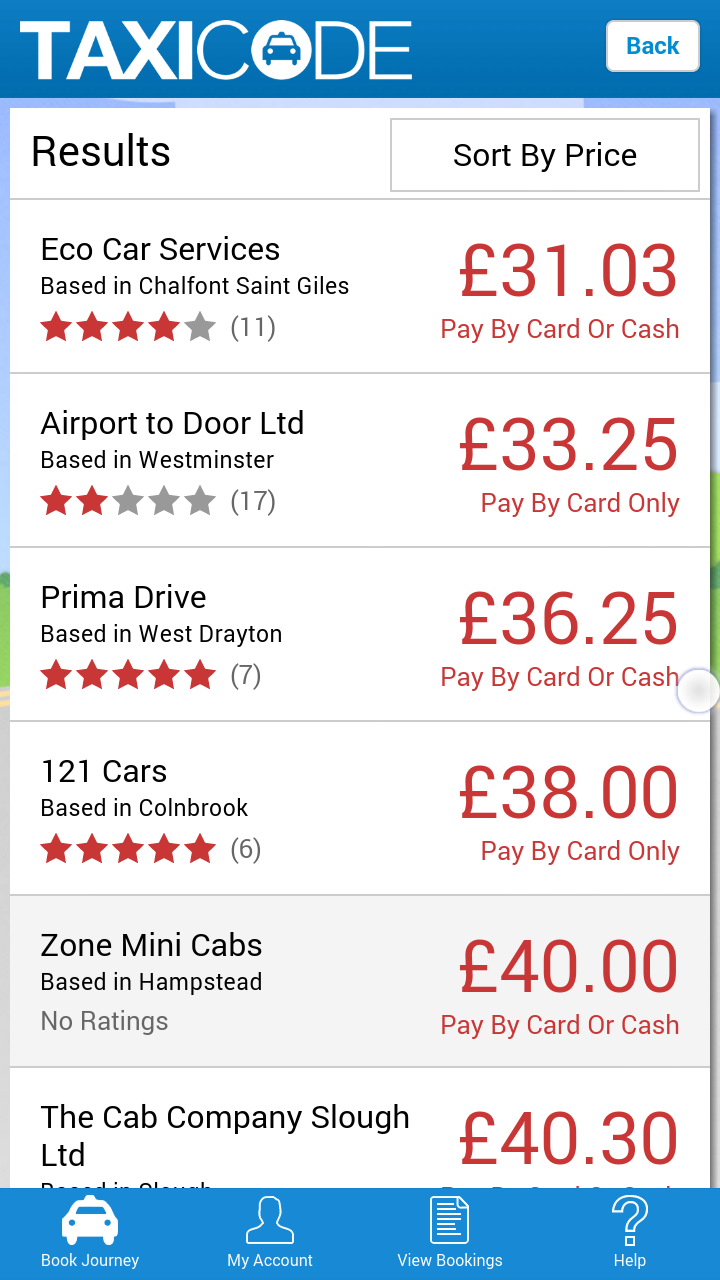 TAXICODE
Back
Results
Sort By Price
Eco Car Services
Based in Chalfont Saint Giles
(11)
£31.03
Pay By Card Or Cash
Airport to Door Ltd
Based in Westminster
(17)
£33.25
Pay By Card Only
Prima Drive
Based in West Drayton
(7)
£36.25
Pay By Card Or Cash
121 Cars
Based in Colnbrook
(6)
£38.00
Pay By Card Only
Zone Mini Cabs
Based in Hampstead
No Ratings
£40.00
Pay By Card Or Cash
The Cab Company Slough
Ltd
£40.30
Based in Slough
Book Journey
My Account
View Bookings
Help